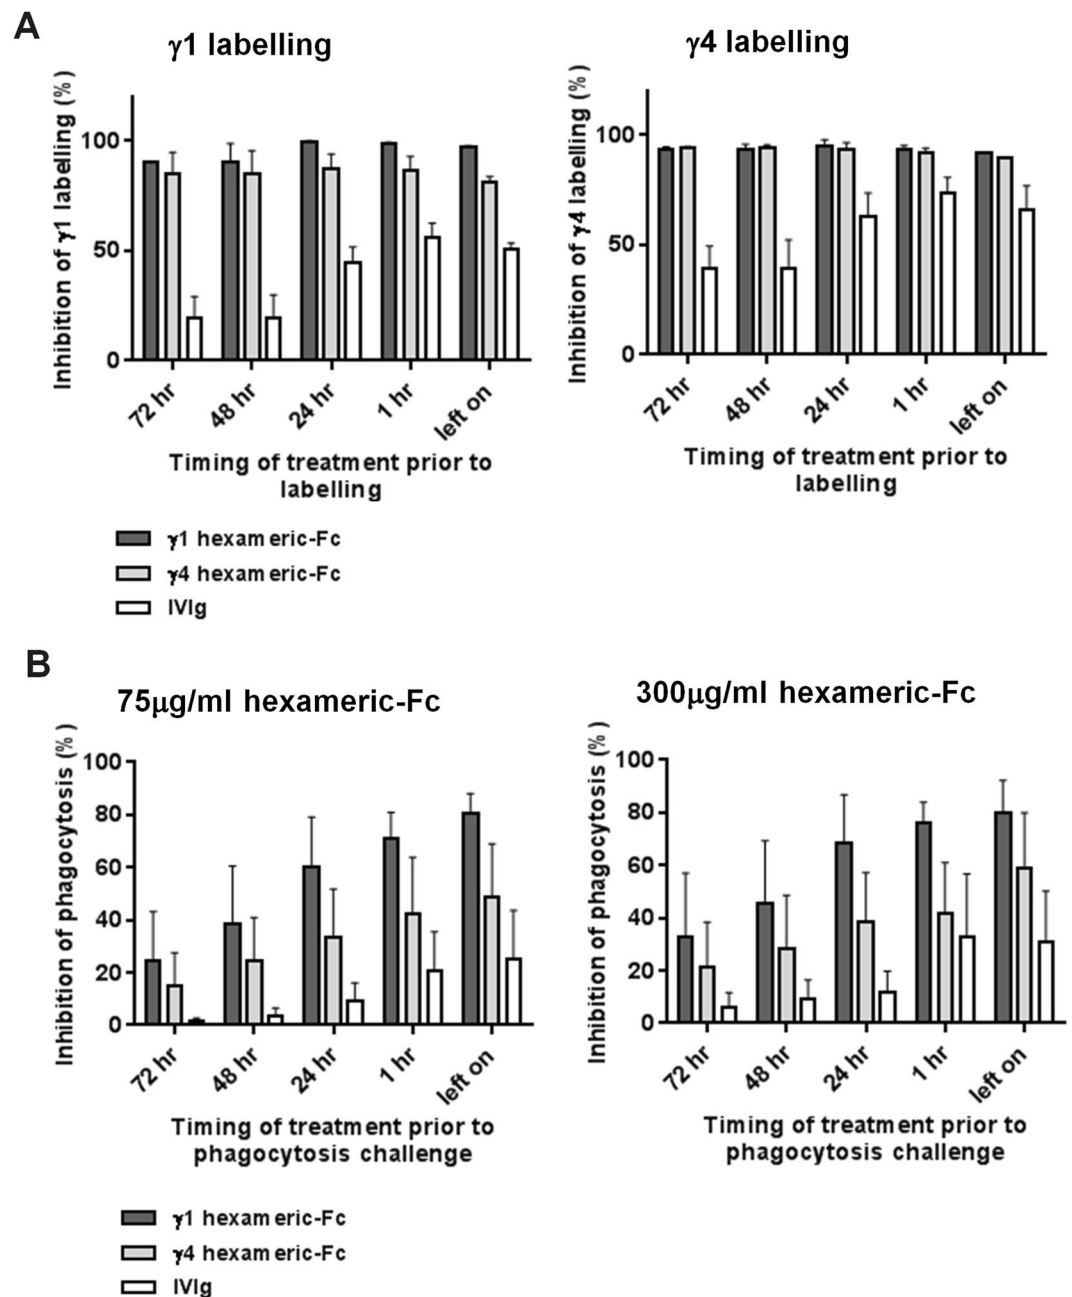 A
γ1 labelling
γ4 labelling
Inhibition of γ1 labelling (%)
100
50
0
72 hr
48 hr
24 hr
1 hr
left on
Timing of treatment prior to
labelling
Inhibition of γ4 labelling (%)
100
50
0
72 hr
48 hr
24 hr
1 hr
left on
Timing of treatment prior to
labelling
γ1 hexameric-Fc
γ4 hexameric-Fc
IVIg
B
75µg/ml hexameric-Fc
300µg/ml hexameric-Fc
Inhibition of phagocytosis (%)
100
80
60
40
20
0
72 hr
48 hr
24 hr
1 hr
left on
Timing of treatment prior to
phagocytosis challenge
Inhibition of phagocytosis (%)
100
80
60
40
20
0
72 hr
48 hr
24 hr
1 hr
left on
Timing of treatment prior to
phagocytosis challenge
γ1 hexameric-Fc
γ4 hexameric-Fc
IVIg